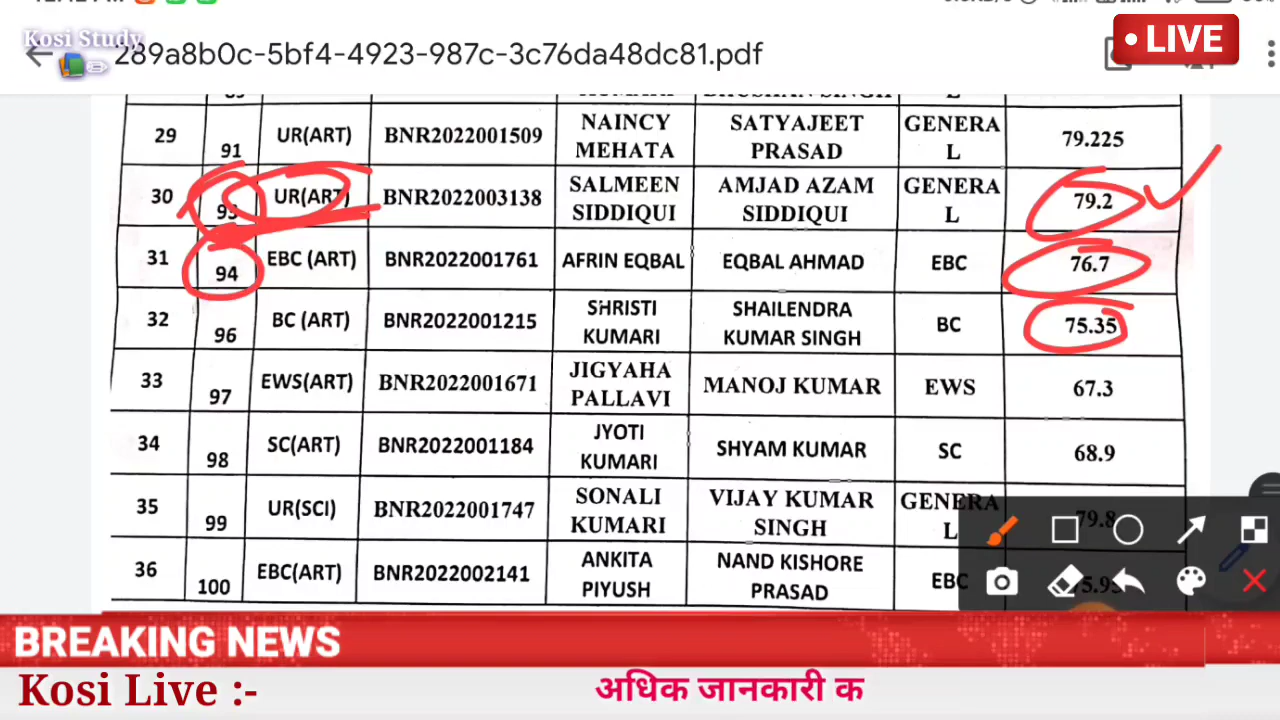 Kosi Study
289a8b0c-5bf4-4923-987c-3c76da48dc81.pdf
• LIVE
29 91 UR(ART) BNR2022001509 NAINCY MEHATA SATYAJEET PRASAD GENERAL 79.225
30 93 UR(ART) BNR2022003138 SALMEEN SIDDIQUI AMJAD AZAM SIDDIQUI GENERAL 79.2
31 94 EBC (ART) BNR2022001761 AFRIN EQBAL EQBAL AHMAD EBC 76.7
32 96 BC (ART) BNR2022001215 SHRISTI KUMARI SHAILENDRA KUMAR SINGH BC 75.35
33 97 EWS(ART) BNR2022001671 JIGYAHA PALLAVI MANOJ KUMAR EWS 67.3
34 98 SC(ART) BNR2022001184 JYOTI KUMARI SHYAM KUMAR SC 68.9
35 99 UR(SCI) BNR2022001747 SONALI KUMARI VIJAY KUMAR SINGH GENERAL 79.8
36 100 EBC(ART) BNR2022002141 ANKITA PIYUSH NAND KISHORE PRASAD EBC
BREAKING NEWS
Kosi Live :- अधिक जानकारी क